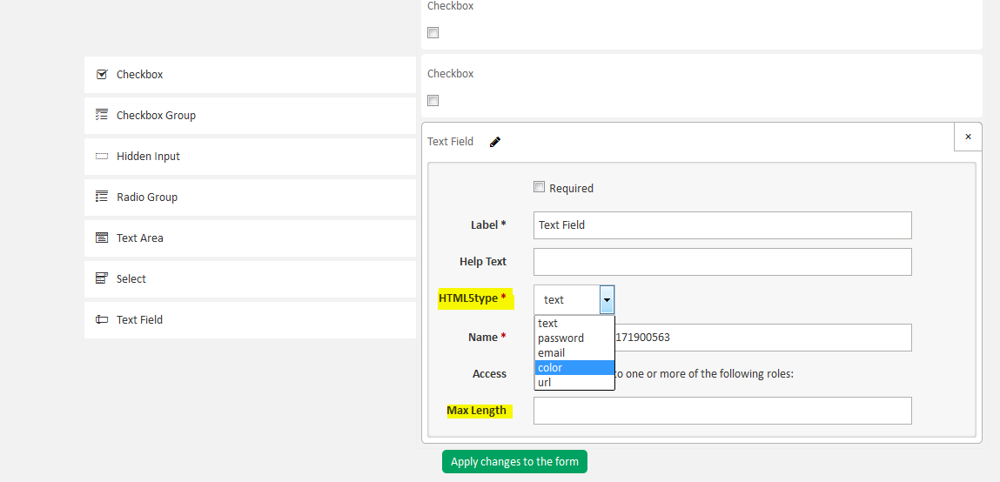 Checkbox
Checkbox
Checkbox
Checkbox Group
Hidden Input
Radio Group
Text Area
Select
Text Field
Text Field
×
Required
Label *
Text Field
Help Text
HTML5type *
text
text
password
email
color
url
Name *
171900563
Access
to one or more of the following roles:
Max Length
Apply changes to the form